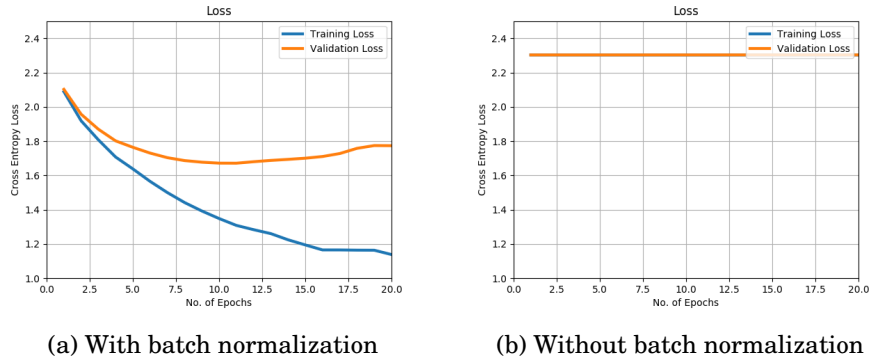 Loss
Training Loss
Validation Loss
Cross Entropy Loss
2.4
2.2
2.0
1.8
1.6
1.4
1.2
1.0
0.0 2.5 5.0 7.5 10.0 12.5 15.0 17.5 20.0
No. of Epochs
(a) With batch normalization
Loss
Training Loss
Validation Loss
Cross Entropy Loss
2.4
2.2
2.0
1.8
1.6
1.4
1.2
1.0
0.0 2.5 5.0 7.5 10.0 12.5 15.0 17.5 20.0
No. of Epochs
(b) Without batch normalization